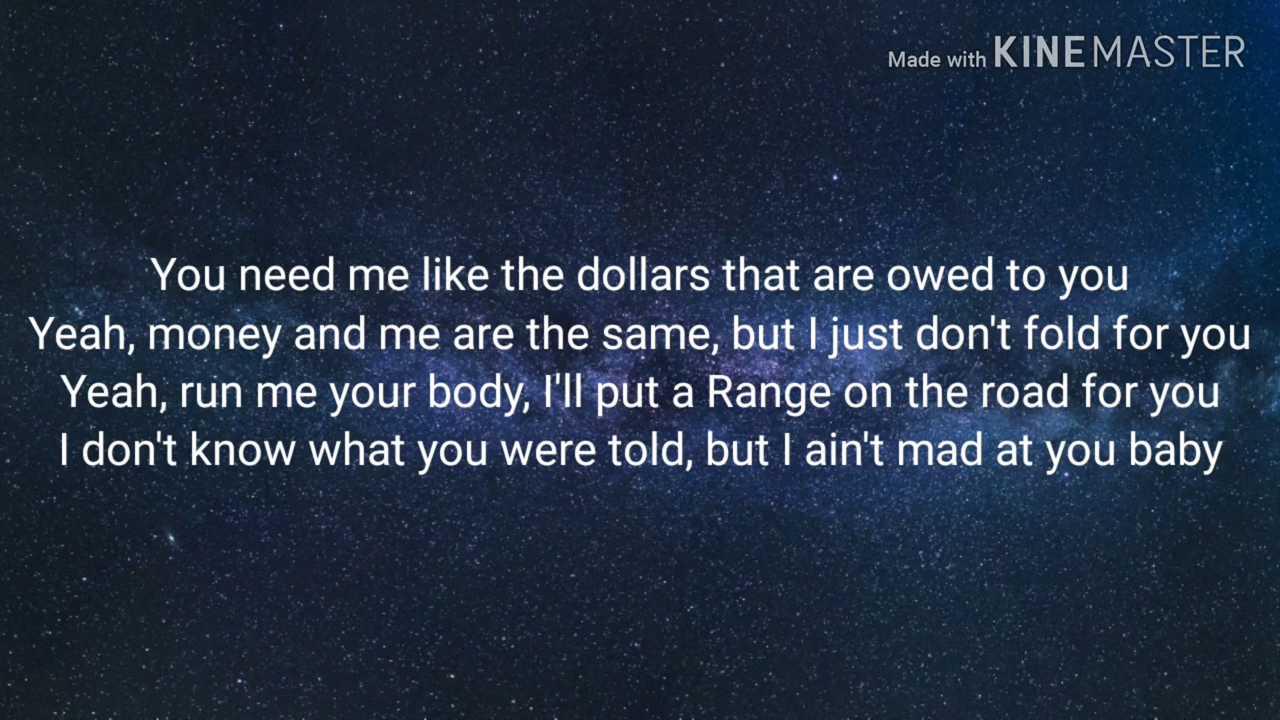 Made with KINEMASTER
You need me like the dollars that are owed to you
Yeah, money and me are the same, but I just don't fold for you
Yeah, run me your body, I'll put a Range on the road for you
I don't know what you were told, but I ain't mad at you baby